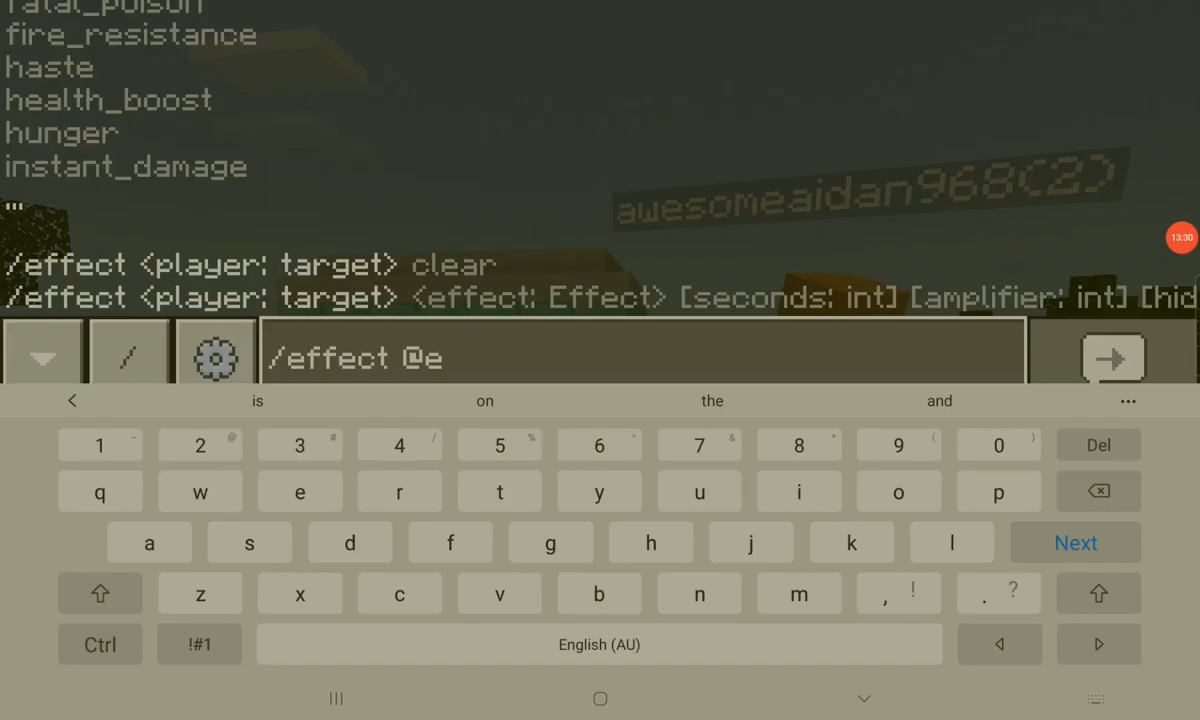 fatal_poison
fire_resistance
haste
health_boost
hunger
instant_damage
...
awesomeaidan968(2)
13:30
/effect <player: target> clear
/effect <player: target> <effect: Effect> [seconds: int] [amplifier: int] [hid
/
/effect @e
is on the and
1 - 2 @ 3 # 4 / 5 % 6 ^ 7 & 8 * 9 ( 0 ) Del
q w e r t y u i o p
a s d f g h j k l Next
z x c v b n m , ! . ?
Ctrl !#1 English (AU)